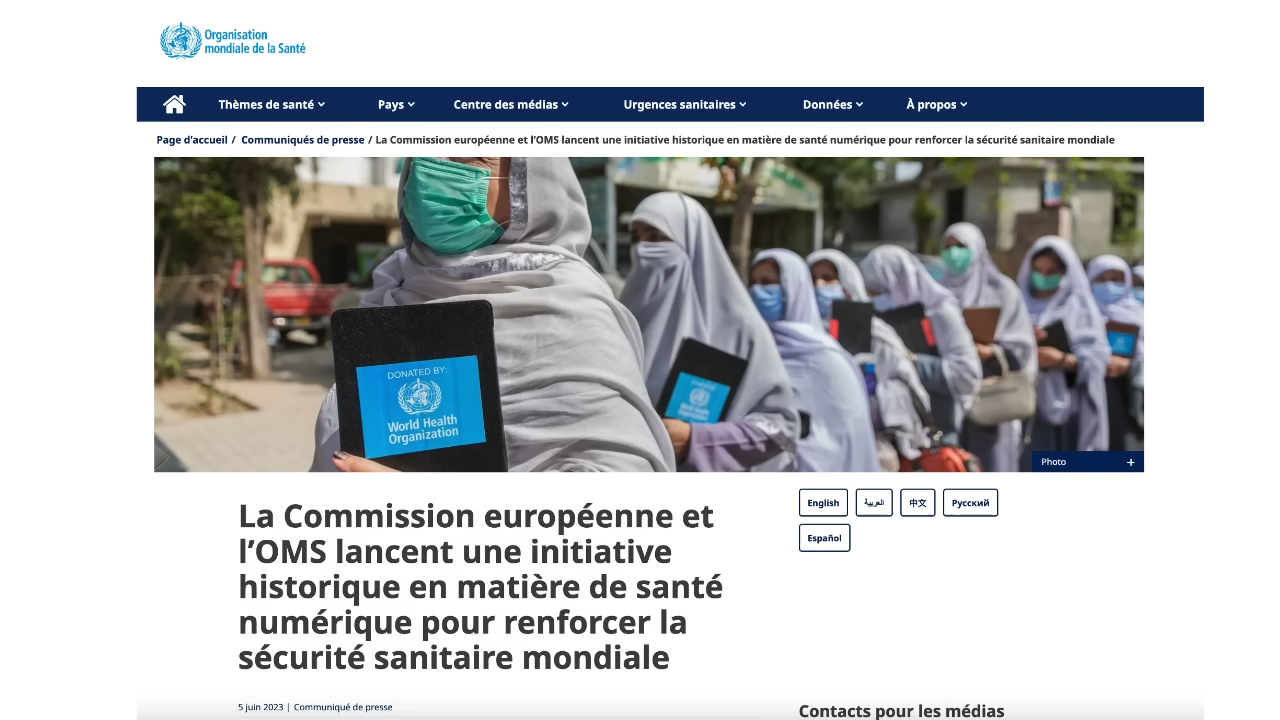 Organisation
mondiale de la Santé
Thèmes de santé
Pays
Centre des médias
Urgences sanitaires
Données
À propos
Page d'accueil / Communiqués de presse / La Commission européenne et l’OMS lancent une initiative historique en matière de santé numérique pour renforcer la sécurité sanitaire mondiale
DONATED BY:
World Health
Organization
World Health
Organization
Photo +
English
العربية
中文
Русский
Español
La Commission européenne et
l’OMS lancent une initiative
historique en matière de santé
numérique pour renforcer la
sécurité sanitaire mondiale
5 juin 2023 | Communiqué de presse
Contacts pour les médias